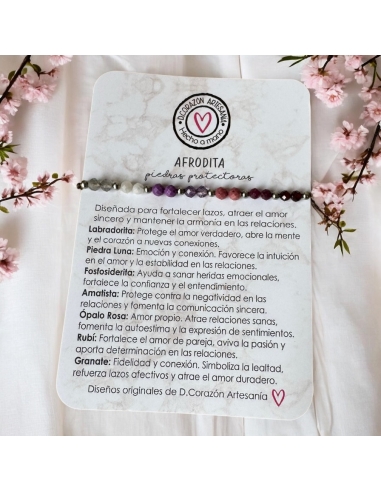 D.CORAZÓN ARTESANÍA
Hecho a mano
AFRODITA
piedras protectoras
Diseñada para fortalecer lazos, atraer el amor
sincero y mantener la armonía en las relaciones.
Labradorita: Protege el amor verdadero, abre la mente
y el corazón a nuevas conexiones.
Piedra Luna: Emoción y conexión. Favorece la intuición
en el amor y la estabilidad en las relaciones.
Fosfosiderita: Ayuda a sanar heridas emocionales,
fortalece la confianza y el entendimiento.
Amatista: Protege contra la negatividad en las
relaciones y fomenta la comunicación sincera.
Ópalo Rosa: Amor propio. Atrae relaciones sanas,
fomenta la autoestima y la expresión de sentimientos.
Rubí: Fortalece el amor de pareja, aviva la pasión y
aporta determinación en las relaciones.
Granate: Fidelidad y conexión. Simboliza la lealtad,
refuerza lazos afectivos y atrae el amor duradero.
Diseños originales de D.Corazón Artesanía